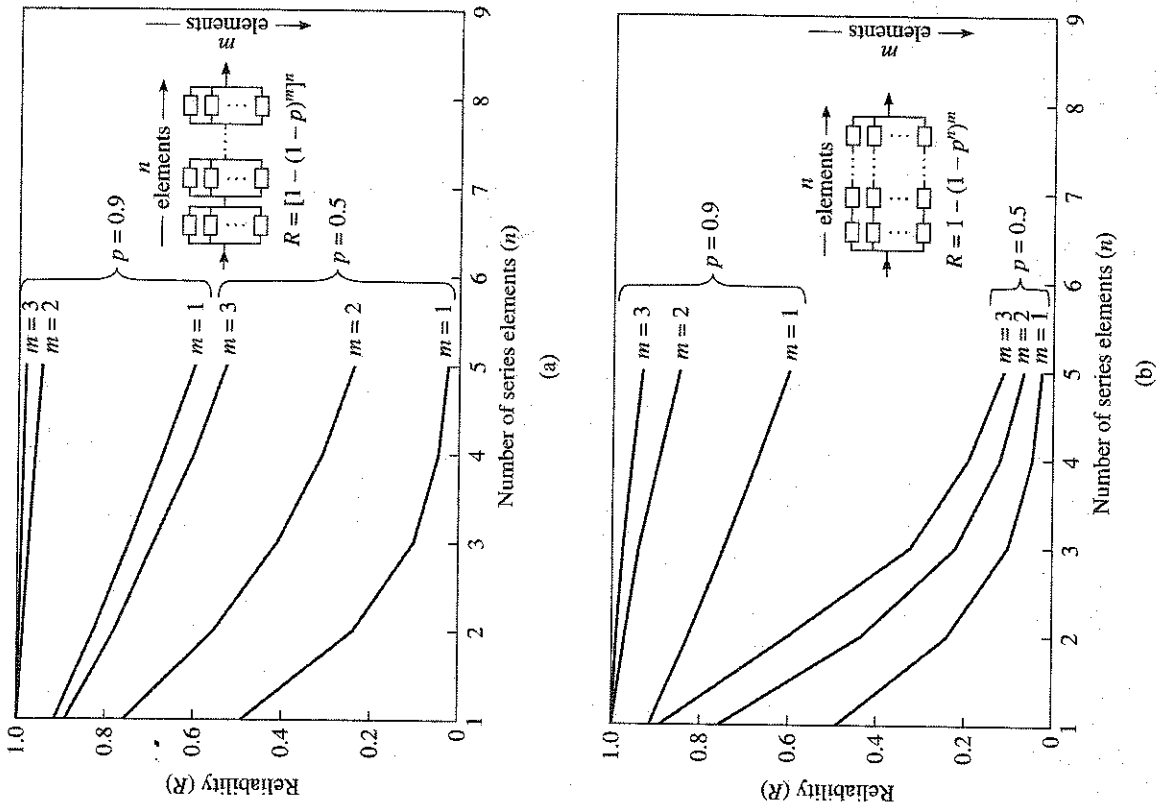 Reliability (R)
1.0
0.8
0.6
0.4
0.2
0
1
2
3
4
5
6
7
8
9
Number of series elements (n)
m = 3
m = 2
m = 1
p = 0.9
m = 3
m = 2
m = 1
p = 0.5
n
elements
m
elements
R = [1 − (1 − p)^m]^n
(a)
Reliability (R)
1.0
0.8
0.6
0.4
0.2
0
1
2
3
4
5
6
7
8
9
Number of series elements (n)
m = 3
m = 2
m = 1
p = 0.9
m = 3
m = 2
m = 1
p = 0.5
n
elements
m
elements
R = 1 − (1 − p^n)^m
(b)